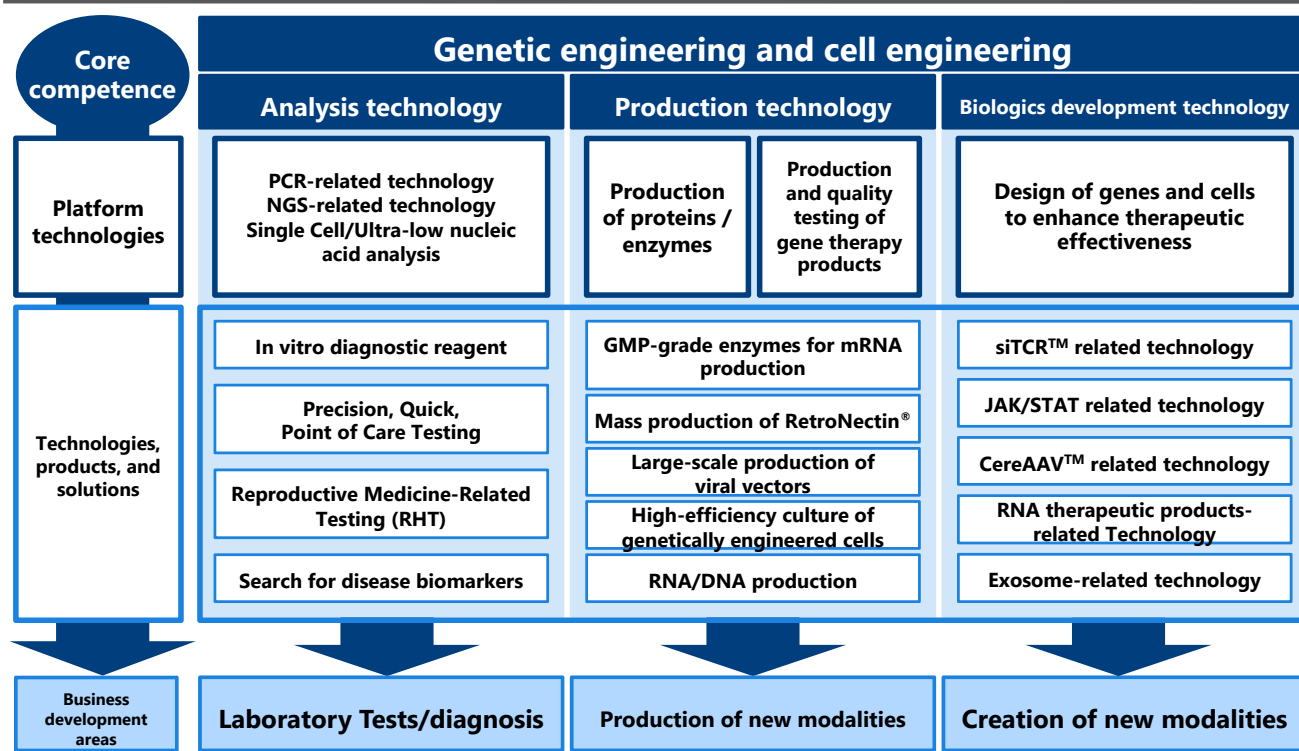 Core
competence
Genetic engineering and cell engineering
Analysis technology
Production technology
Biologics development technology
Platform
technologies
PCR-related technology
NGS-related technology
Single Cell/Ultra-low nucleic
acid analysis
Production
of proteins /
enzymes
Production
and quality
testing of
gene therapy
products
Design of genes and cells
to enhance therapeutic
effectiveness
Technologies,
products, and
solutions
In vitro diagnostic reagent
Precision, Quick,
Point of Care Testing
Reproductive Medicine-Related
Testing (RHT)
Search for disease biomarkers
GMP-grade enzymes for mRNA
production
Mass production of RetroNectin®
Large-scale production of
viral vectors
High-efficiency culture of
genetically engineered cells
RNA/DNA production
siTCR™ related technology
JAK/STAT related technology
CereAAV™ related technology
RNA therapeutic products-
related Technology
Exosome-related technology
Business
development
areas
Laboratory Tests/diagnosis
Production of new modalities
Creation of new modalities